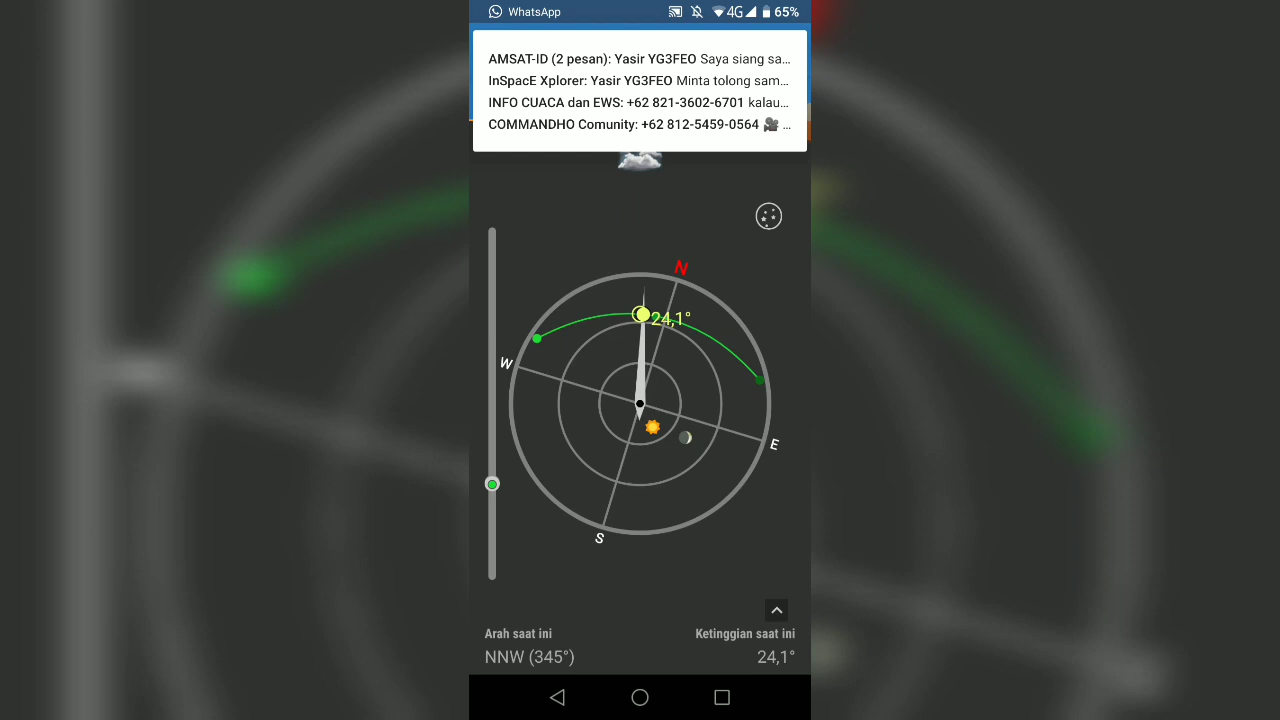 WhatsApp 4G 65%
AMSAT-ID (2 pesan): Yasir YG3FEO Saya siang sa...
InSpacE Xplorer: Yasir YG3FEO Minta tolong sam...
INFO CUACA dan EWS: +62 821-3602-6701 kalau...
COMMANDHO Comunity: +62 812-5459-0564 🎥 ...
N
24,1°
W
E
S
Arah saat ini Ketinggian saat ini
NNW (345°) 24,1°